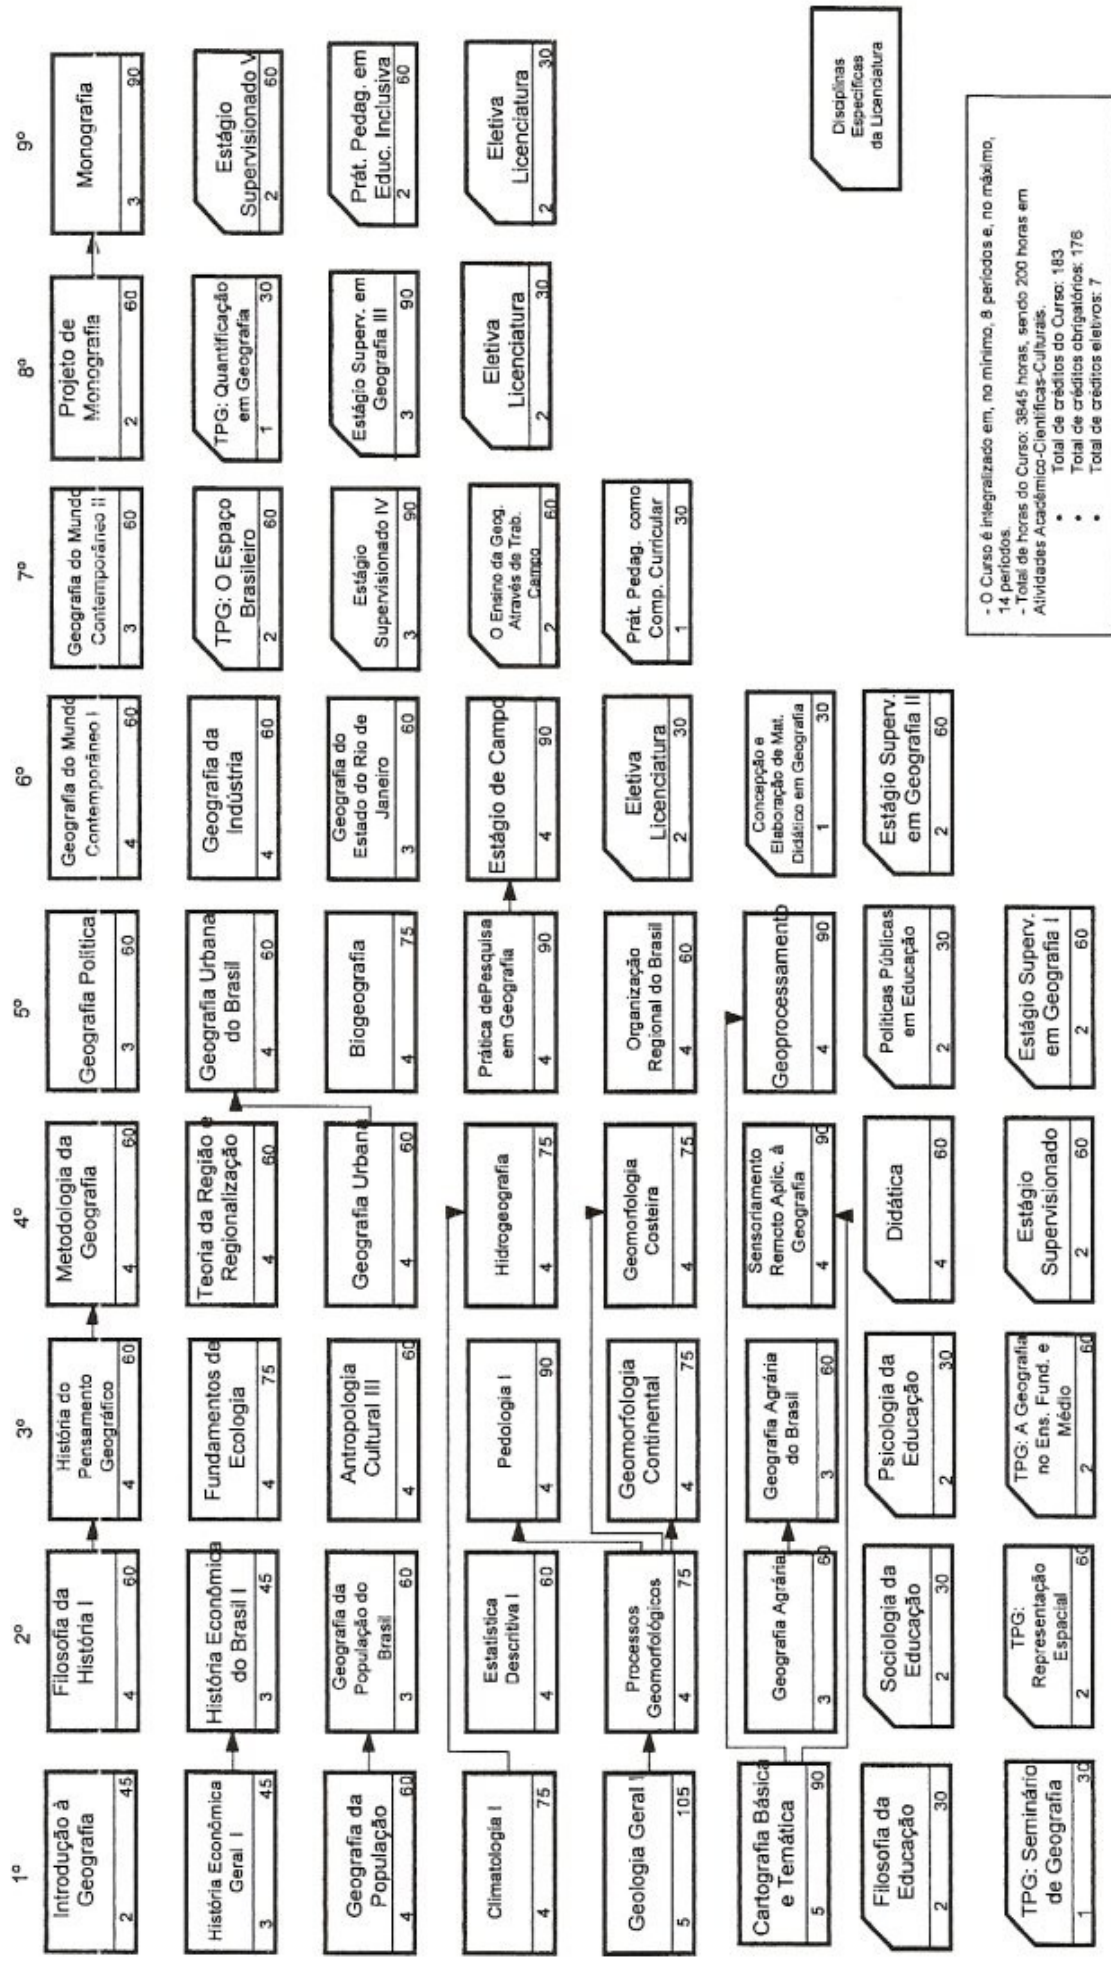 1º
Introdução à
Geografia
2 45
História Econômica
Geral I
3 45
Geografia da
População
4 60
Climatologia I
4 75
Geologia Geral I
5 105
Cartografia Básica
e Temática
5 90
Filosofia da
Educação
2 30
TPG: Seminário
de Geografia
1 30
2º
Filosofia da
História I
4 60
História Econômica
do Brasil I
3 45
Geografia da
População do
Brasil
3 60
Estatística
Descritiva I
4 60
Processos
Geomorfológicos
4 75
Geografia Agrária
3 60
Sociologia da
Educação
2 30
TPG:
Representação
Espacial
2 60
3º
História do
Pensamento
Geográfico
4 60
Fundamentos de
Ecologia
4 75
Antropologia
Cultural III
4 60
Pedologia I
4 90
Geomorfologia
Continental
4 75
Geografia Agrária
do Brasil
3 60
Psicologia da
Educação
2 30
TPG: A Geografia
no Ens. Fund. e
Médio
2 60
4º
Metodologia da
Geografia
4 60
Teoria da Região e
Regionalização
4 60
Geografia Urbana
4 60
Hidrogeografia
4 75
Geomorfologia
Costeira
4 75
Sensoriamento
Remoto Aplic. à
Geografia
4 90
Didática
4 60
Estágio
Supervisionado
2 60
5º
Geografia Política
3 60
Geografia Urbana
do Brasil
4 60
Biogeografia
4 75
Prática dePesquisa
em Geografia
4 90
Organização
Regional do Brasil
4 60
Geoprocessamento
4 90
Políticas Públicas
em Educação
2 30
Estágio Superv.
em Geografia I
2 60
6º
Geografia do Mundo
Contemporâneo I
4 60
Geografia da
Indústria
4 60
Geografia do
Estado do Rio de
Janeiro
3 60
Estágio de Campo
4 90
Eletiva
Licenciatura
2 30
Concepção e
Elaboração de Mat.
Didático em Geografia
1 30
Estágio Superv.
em Geografia II
2 60
7º
Geografia do Mundo
Contemporâneo II
3 60
TPG: O Espaço
Brasileiro
2 60
Estágio
Supervisionado IV
3 90
O Ensino da Geog.
Através de Trab.
Campo
2 60
Prát. Pedag. como
Comp. Curricular
1 30
8º
Projeto de
Monografia
2 60
TPG: Quantificação
em Geografia
1 30
Estágio Superv. em
Geografia III
3 90
Eletiva
Licenciatura
2 30
9º
Monografia
3 90
Estágio
Supervisionado V
2 60
Prát. Pedag. em
Educ. Inclusiva
2 60
Eletiva
Licenciatura
2 30
Disciplinas
Específicas
da Licenciatura
- O Curso é integralizado em, no mínimo, 8 períodos e, no máximo,
14 períodos.
- Total de horas do Curso: 3845 horas, sendo 200 horas em
Atividades Acadêmico-Científicas-Culturais.
• Total de créditos do Curso: 183
• Total de créditos obrigatórios: 176
• Total de créditos eletivos: 7